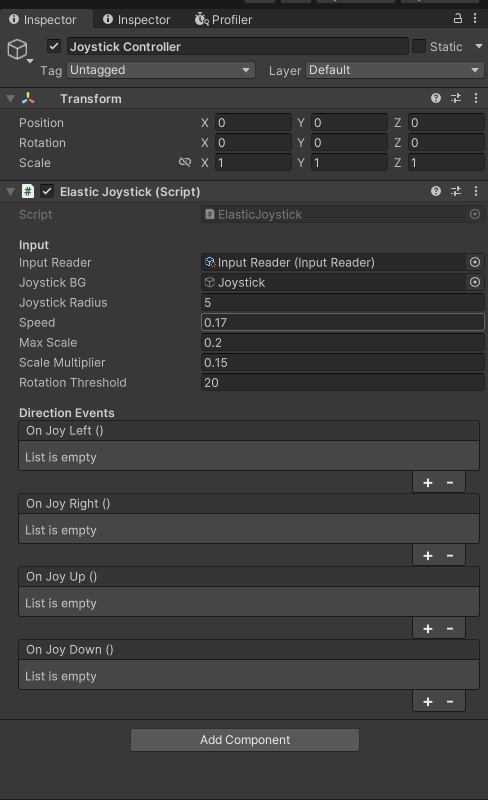 Inspector Inspector Profiler
Joystick Controller Static
Tag Untagged Layer Default
Transform
Position X 0 Y 0 Z 0
Rotation X 0 Y 0 Z 0
Scale X 1 Y 1 Z 1
# Elastic Joystick (Script)
Script ElasticJoystick
Input
Input Reader Input Reader (Input Reader)
Joystick BG Joystick
Joystick Radius 5
Speed 0.17
Max Scale 0.2
Scale Multiplier 0.15
Rotation Threshold 20
Direction Events
On Joy Left ()
List is empty
+ -
On Joy Right ()
List is empty
+ -
On Joy Up ()
List is empty
+ -
On Joy Down ()
List is empty
+ -
Add Component